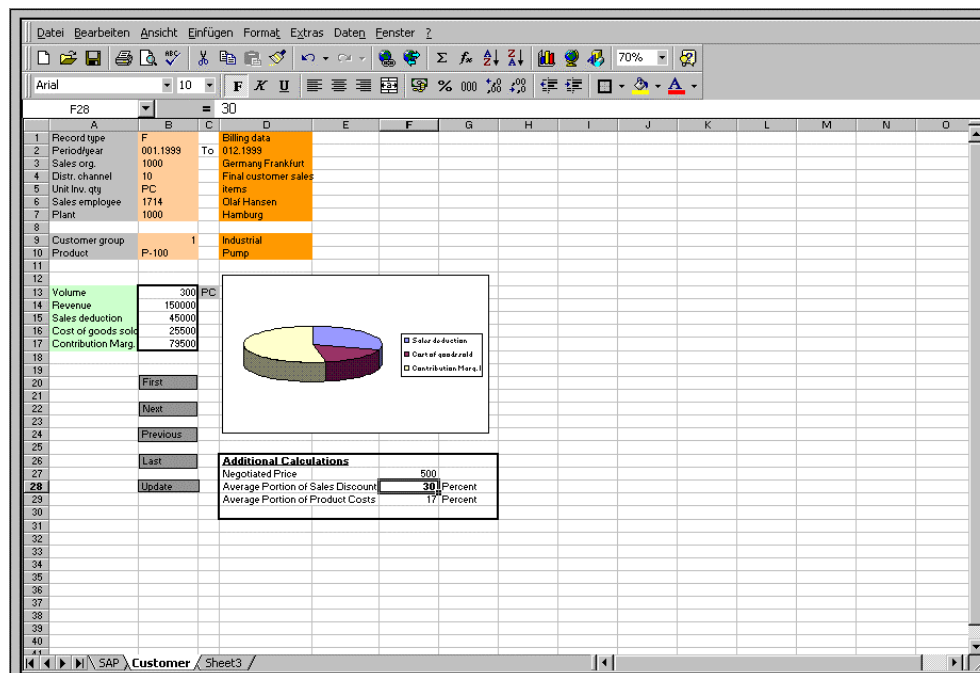 Datei Bearbeiten Ansicht Einfügen Format Extras Daten Fenster ?
Σ fx 70%
Arial 10 F K U % 000
F28 = 30
A B C D E F G H I J K L M N O
1 Record type F Billing data
2 Period/year 001.1999 To 012.1999
3 Sales org. 1000 Germany Frankfurt
4 Distr. channel 10 Final customer sales
5 Unit Inv. qty PC items
6 Sales employee 1714 Olaf Hansen
7 Plant 1000 Hamburg
8
9 Customer group 1 Industrial
10 Product P-100 Pump
11
12
13 Volume 300 PC
14 Revenue 150000
15 Sales deduction 45000
16 Cost of goods sold 25500
17 Contribution Marg. 79500
Sales deduction
Cost of goods sold
Contribution Marg. I
18
19
20 First
21
22 Next
23
24 Previous
25
26 Last Additional Calculations
27 Negotiated Price 500
28 Update Average Portion of Sales Discount 30 Percent
29 Average Portion of Product Costs 17 Percent
30
31
32
33
34
35
36
37
38
39
40
41
SAP Customer Sheet3